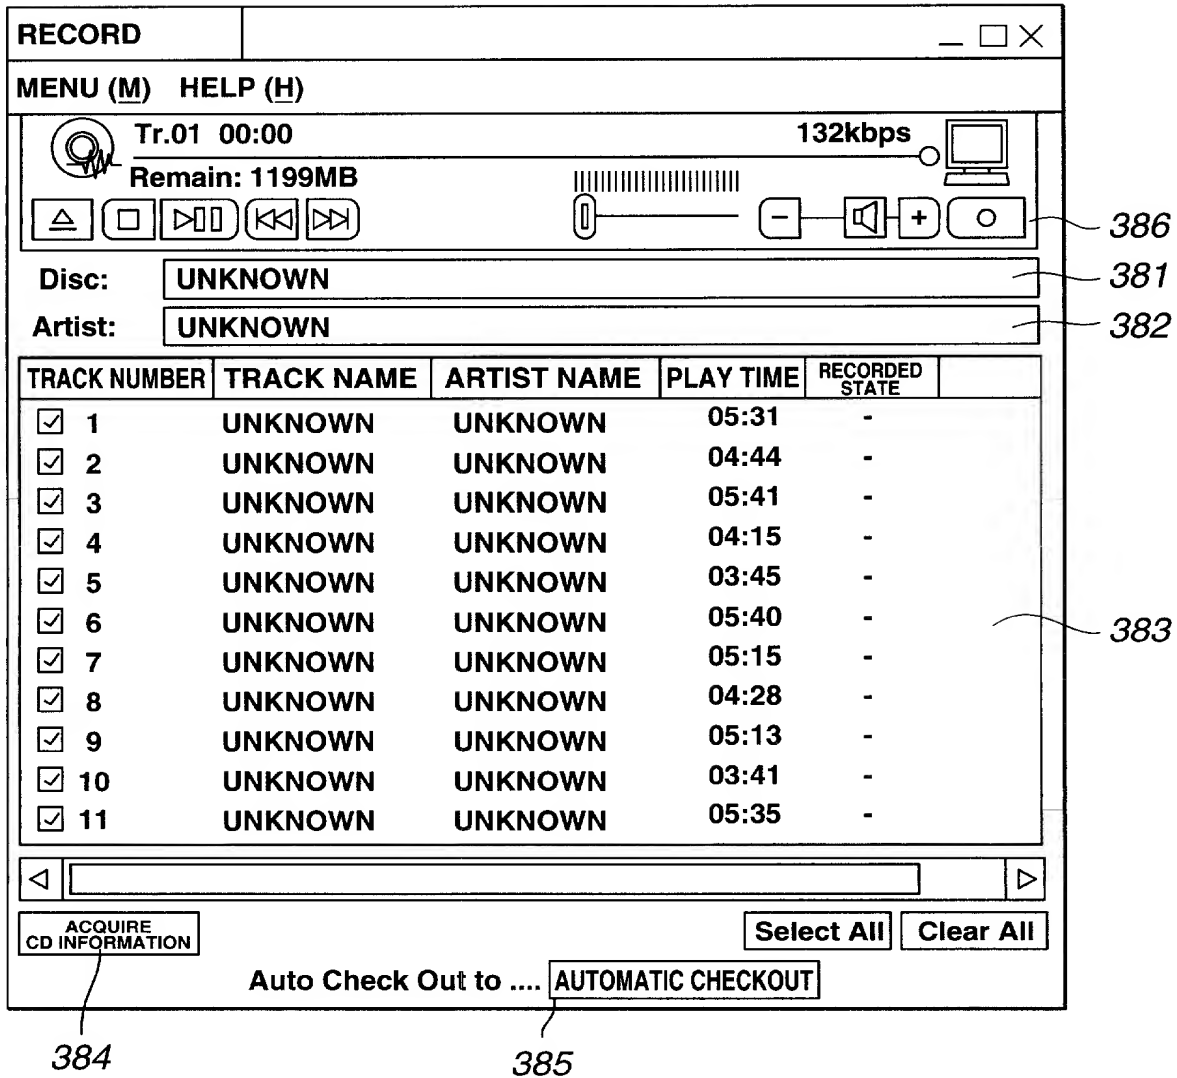 RECORD
MENU (M) HELP (H)
Tr.01 00:00 132kbps
Remain: 1199MB
386
Disc: UNKNOWN 381
Artist: UNKNOWN 382
TRACK NUMBER TRACK NAME ARTIST NAME PLAY TIME RECORDED STATE
1 UNKNOWN UNKNOWN 05:31 -
2 UNKNOWN UNKNOWN 04:44 -
3 UNKNOWN UNKNOWN 05:41 -
4 UNKNOWN UNKNOWN 04:15 -
5 UNKNOWN UNKNOWN 03:45 -
6 UNKNOWN UNKNOWN 05:40 -
383
7 UNKNOWN UNKNOWN 05:15 -
8 UNKNOWN UNKNOWN 04:28 -
9 UNKNOWN UNKNOWN 05:13 -
10 UNKNOWN UNKNOWN 03:41 -
11 UNKNOWN UNKNOWN 05:35 -
ACQUIRE
CD INFORMATION
Select All Clear All
Auto Check Out to .... AUTOMATIC CHECKOUT
384 385